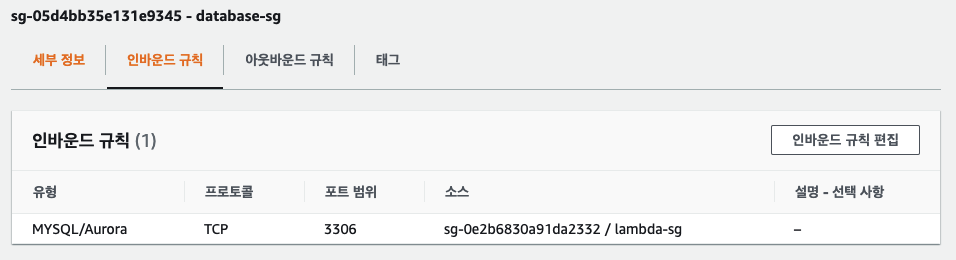 sg-05d4bb35e131e9345 - database-sg
세부 정보 인바운드 규칙 아웃바운드 규칙 태그
인바운드 규칙 (1) 인바운드 규칙 편집
유형 프로토콜 포트 범위 소스 설명 - 선택 사항
MYSQL/Aurora TCP 3306 sg-0e2b6830a91da2332 / lambda-sg –